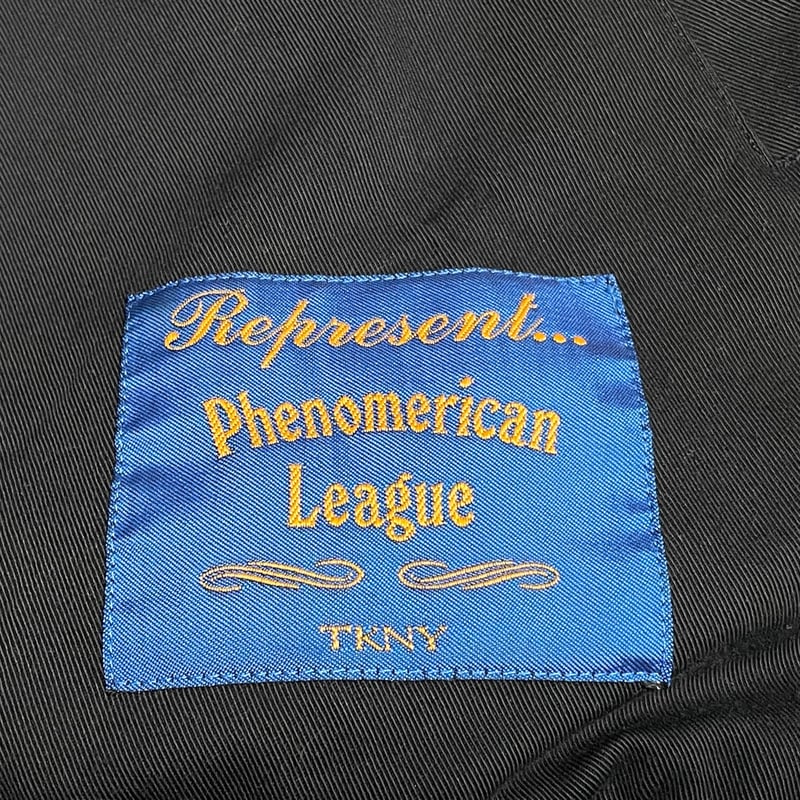 Represent...
Phenomerican
League
TKNY